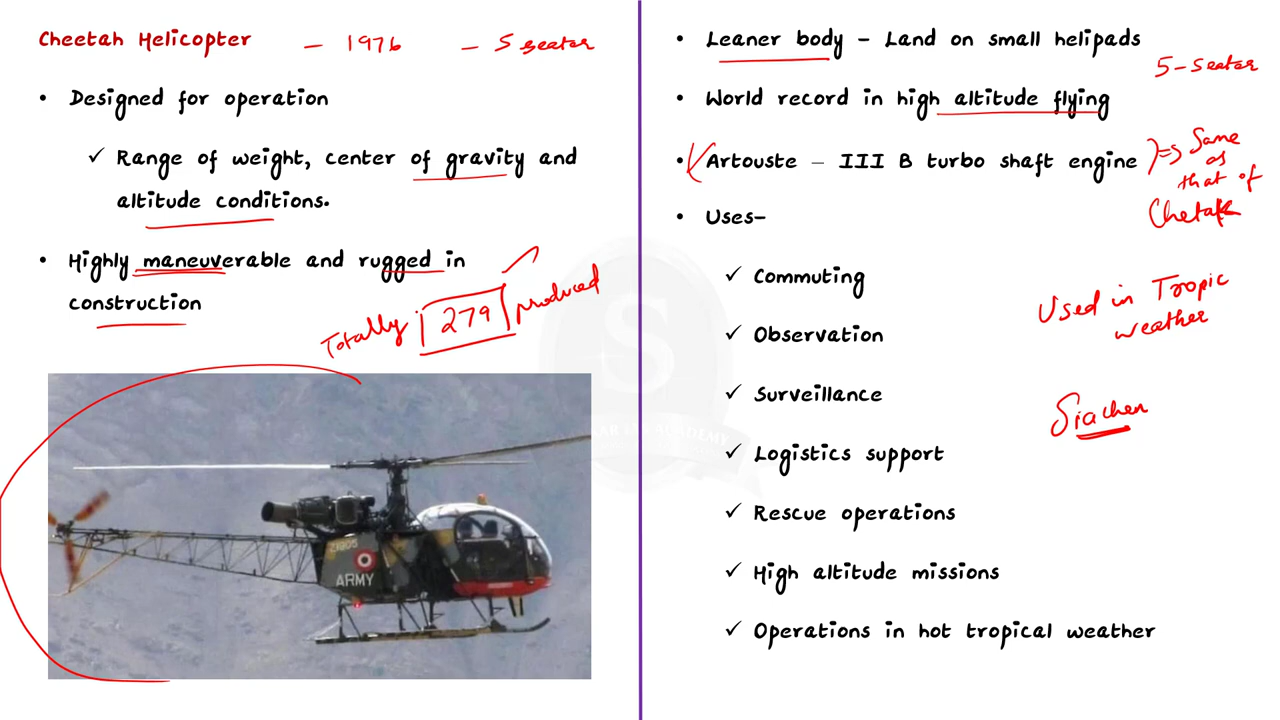 Cheetah Helicopter – 1976 – 5 seater
• Designed for operation
✓ Range of weight, center of gravity and
altitude conditions.
• Highly maneuverable and rugged in
construction
Totally 279 produced
Z1905
ARMY
• Leaner body – Land on small helipads
5-seater
• World record in high altitude flying
• Artouste – III B turbo shaft engine
=> Same
as
that of
Chetak
• Uses–
✓ Commuting
✓ Observation
✓ Surveillance
✓ Logistics support
✓ Rescue operations
✓ High altitude missions
✓ Operations in hot tropical weather
Used in Tropic
weather
Siachen